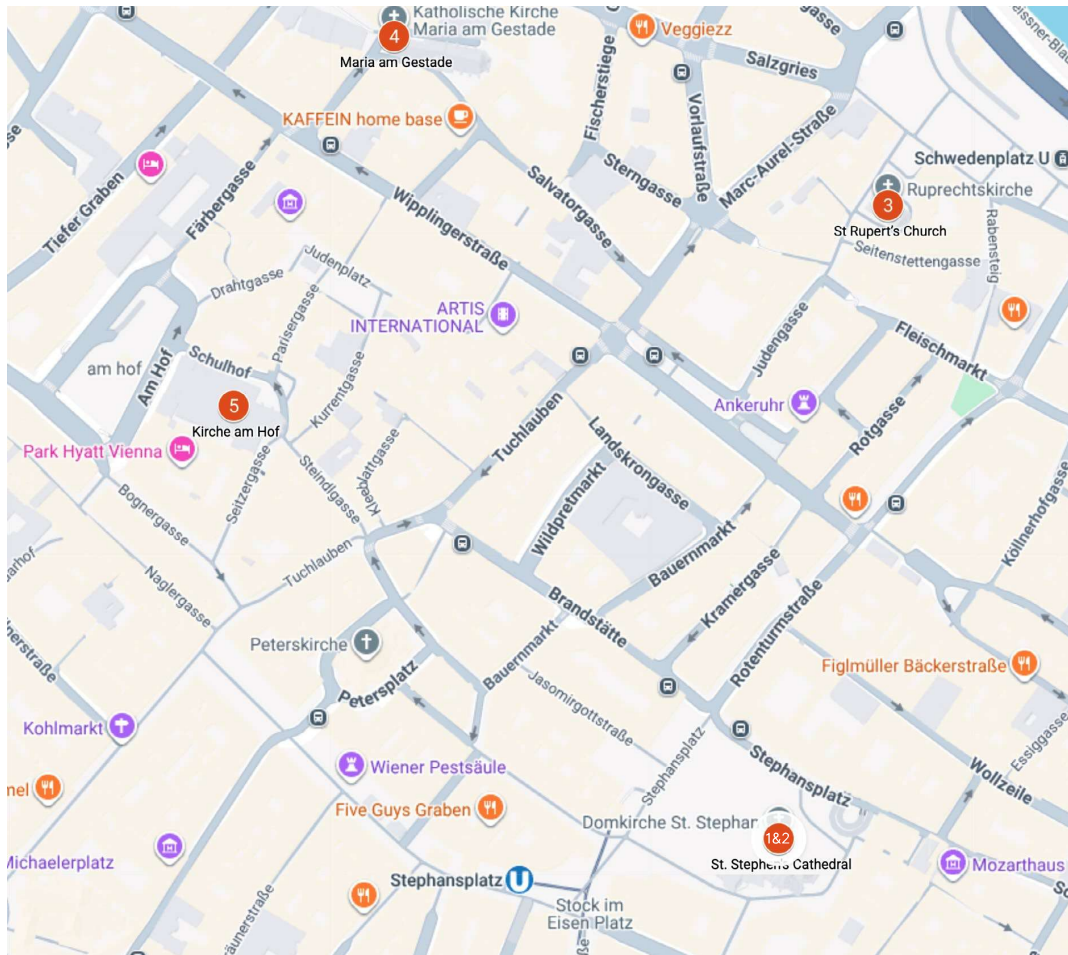 Katholische Kirche
Maria am Gestade
4
Maria am Gestade
Veggiezz
Salzgries
Fischerstiege
Vorlaufstraße
Marc-Aurel-Straße
KAFFEIN home base
Schwedenplatz U
Ruprechtskirche
3
St Rupert's Church
Seitenstettengasse
Rabensteig
Sterngasse
Salvatorgasse
Tiefer Graben
Färbergasse
Wipplingerstraße
Judenplatz
Drahtgasse
Parisergasse
ARTIS
INTERNATIONAL
Judengasse
Fleischmarkt
am hof
Am Hof
Schulhof
Kurrentgasse
5
Kirche am Hof
Park Hyatt Vienna
Ankeruhr
Rotgasse
Tuchlauben
Landskrongasse
Wildpretmarkt
Bauernmarkt
Kramergasse
Köllnerhofgasse
Bognergasse
Seitzergasse
Steindlgasse
Kleeblattgasse
Tuchlauben
Naglergasse
Brandstätte
Rotenturmstraße
Peterskirche
Petersplatz
Bauernmarkt
Jasomirgottstraße
Figlmüller Bäckerstraße
Kohlmarkt
Wiener Pestsäule
Stephansplatz
Stephansplatz
Essiggasse
Wollzeile
Five Guys Graben
Domkirche St. Stephan
1&2
St. Stephen's Cathedral
Michaelerplatz
Mozarthaus
Stephansplatz U
Stock im
Eisen Platz